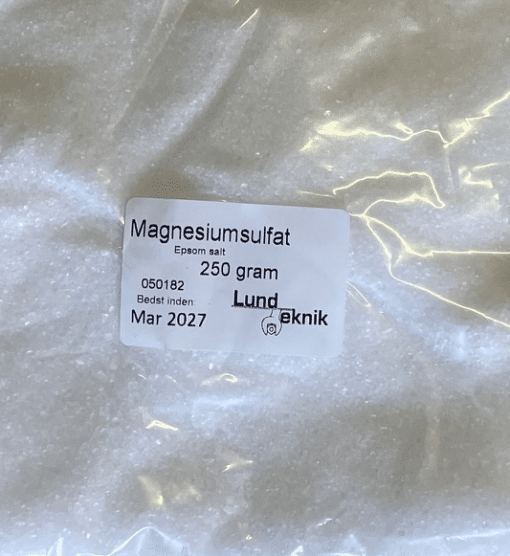 Magnesiumsulfat
Epsom salt
250 gram
050182
Bedst inden
Mar 2027
Lund
eknik